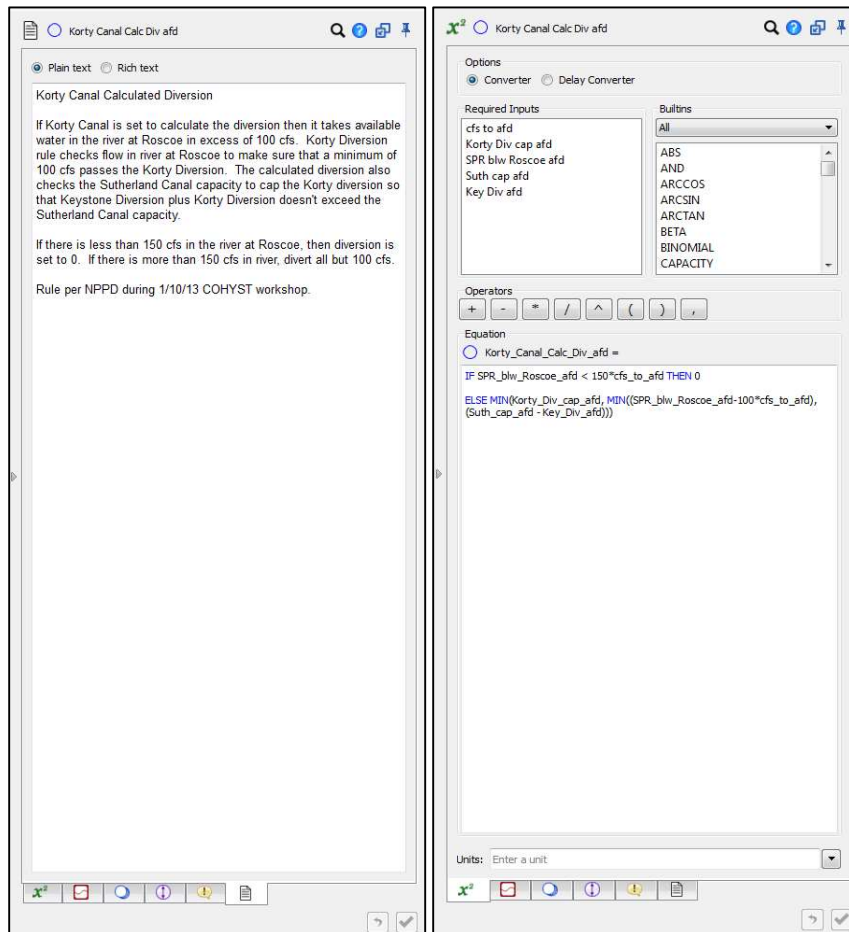 Korty Canal Calc Div afd
Plain text Rich text
Korty Canal Calculated Diversion
If Korty Canal is set to calculate the diversion then it takes available
water in the river at Roscoe in excess of 100 cfs. Korty Diversion
rule checks flow in river at Roscoe to make sure that a minimum of
100 cfs passes the Korty Diversion. The calculated diversion also
checks the Sutherland Canal capacity to cap the Korty diversion so
that Keystone Diversion plus Korty Diversion doesn't exceed the
Sutherland Canal capacity.
If there is less than 150 cfs in the river at Roscoe, then diversion is
set to 0. If there is more than 150 cfs in river, divert all but 100 cfs.
Rule per NPPD during 1/10/13 COHYST workshop.
x²
x² Korty Canal Calc Div afd
Options
Converter Delay Converter
Required Inputs
cfs to afd
Korty Div cap afd
SPR blw Roscoe afd
Suth cap afd
Key Div afd
Builtins
All
ABS
AND
ARCCOS
ARCSIN
ARCTAN
BETA
BINOMIAL
CAPACITY
Operators
+ - * / ^ ( ) ,
Equation
Korty_Canal_Calc_Div_afd =
IF SPR_blw_Roscoe_afd < 150*cfs_to_afd THEN 0
ELSE MIN(Korty_Div_cap_afd, MIN((SPR_blw_Roscoe_afd-100*cfs_to_afd),
(Suth_cap_afd - Key_Div_afd)))
Units: Enter a unit
x²